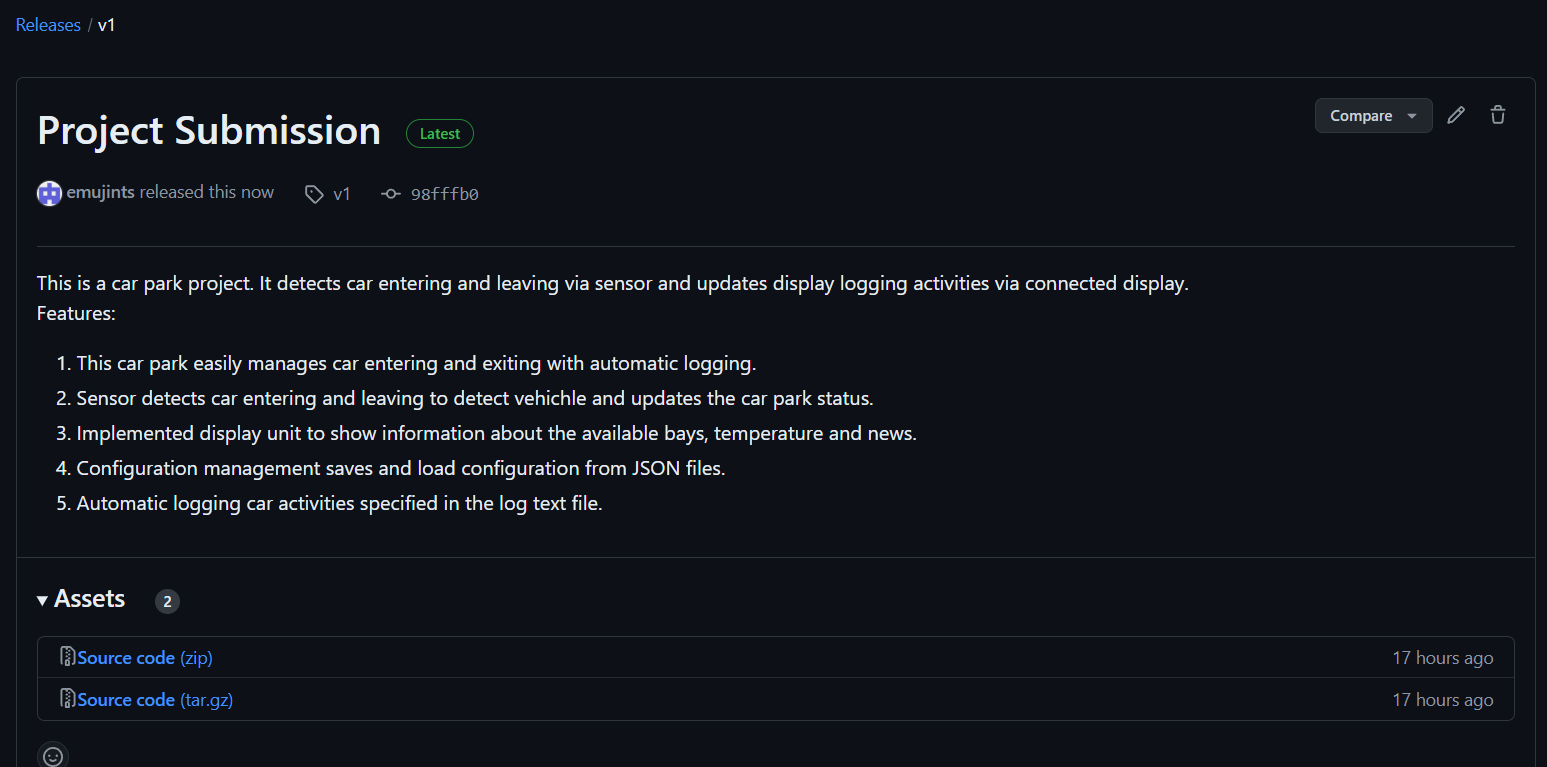 Releases / v1
Project Submission Latest
Compare
emujints released this now v1 98fffb0
This is a car park project. It detects car entering and leaving via sensor and updates display logging activities via connected display.
Features:
1. This car park easily manages car entering and exiting with automatic logging.
2. Sensor detects car entering and leaving to detect vehichle and updates the car park status.
3. Implemented display unit to show information about the available bays, temperature and news.
4. Configuration management saves and load configuration from JSON files.
5. Automatic logging car activities specified in the log text file.
Assets 2
Source code (zip) 17 hours ago
Source code (tar.gz) 17 hours ago